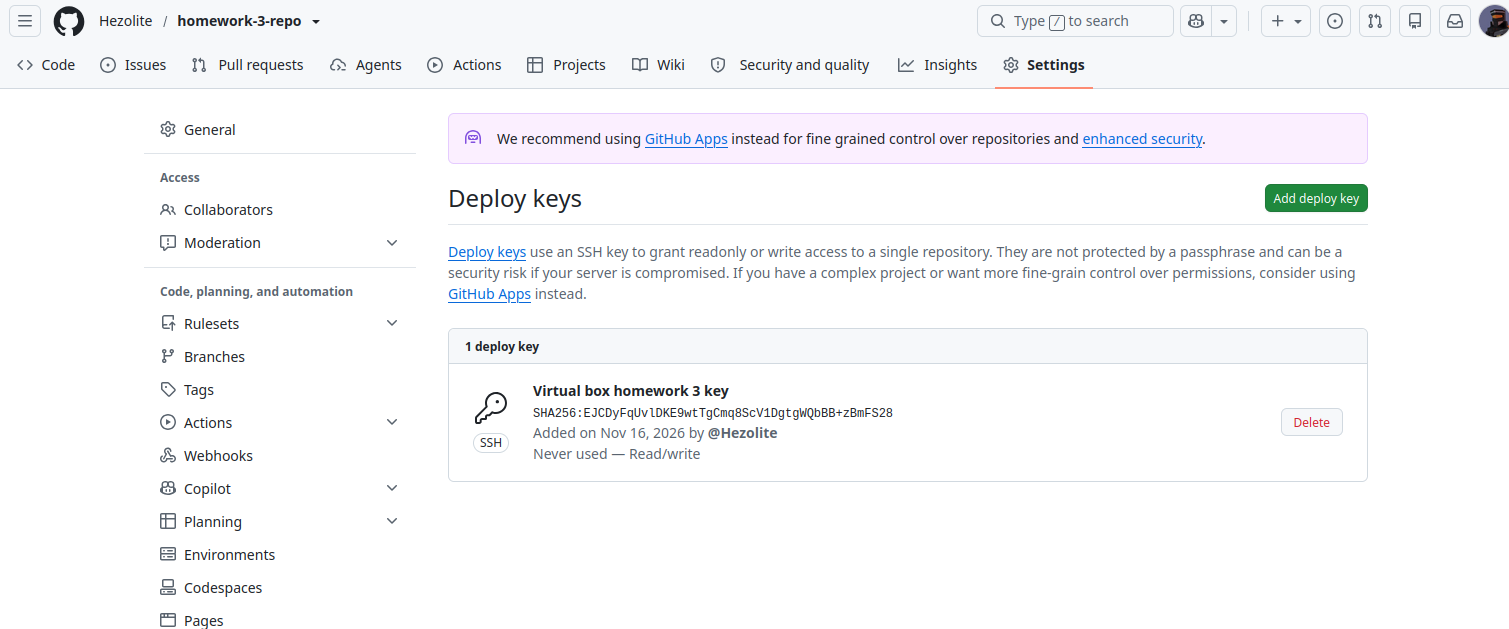 Hezolite / homework-3-repo
Type / to search
Code
Issues
Pull requests
Agents
Actions
Projects
Wiki
Security and quality
Insights
Settings
General
Access
Collaborators
Moderation
Code, planning, and automation
Rulesets
Branches
Tags
Actions
Webhooks
Copilot
Planning
Environments
Codespaces
Pages
We recommend using GitHub Apps instead for fine grained control over repositories and enhanced security.
Deploy keys
Add deploy key
Deploy keys use an SSH key to grant readonly or write access to a single repository. They are not protected by a passphrase and can be a
security risk if your server is compromised. If you have a complex project or want more fine-grain control over permissions, consider using
GitHub Apps instead.
1 deploy key
SSH
Virtual box homework 3 key
SHA256:EJCDyFqUvlDKE9wtTgCmq8ScV1DgtgWQbBB+zBmFS28
Added on Nov 16, 2026 by @Hezolite
Never used — Read/write
Delete